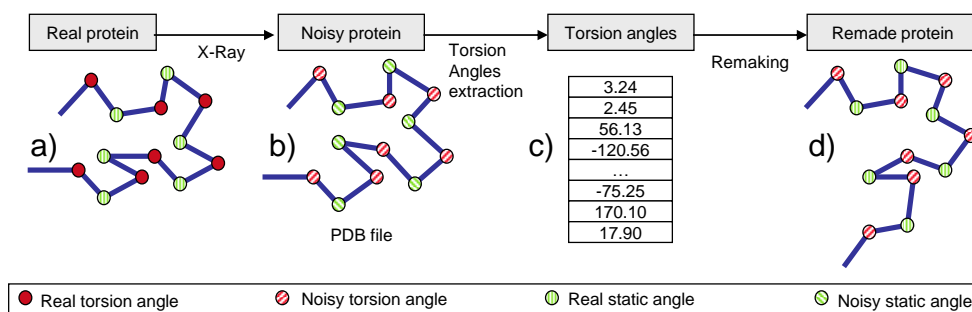 Real protein
X-Ray
Noisy protein
Torsion
Angles
extraction
Torsion angles
Remaking
Remade protein
a)
b)
PDB file
c)
3.24
2.45
56.13
-120.56
...
-75.25
170.10
17.90
d)
Real torsion angle
Noisy torsion angle
Real static angle
Noisy static angle